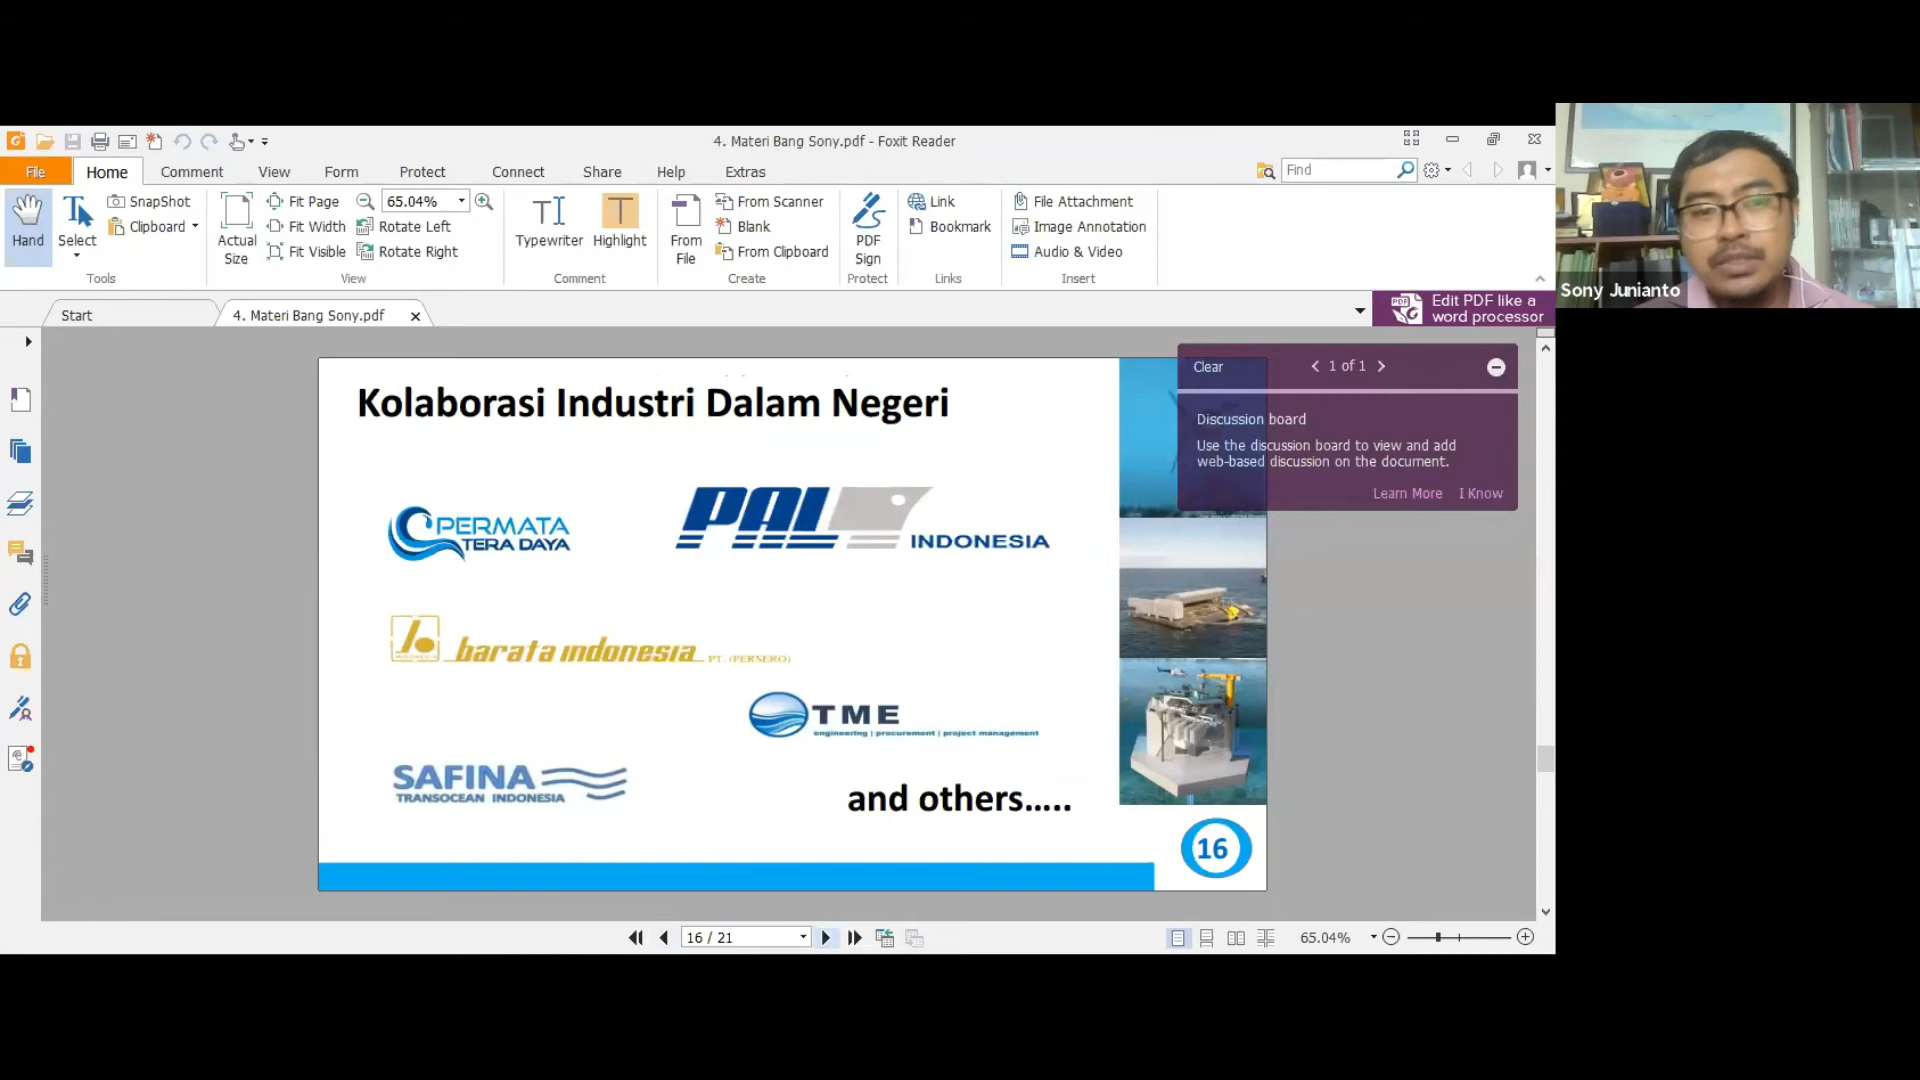 4. Materi Bang Sony.pdf - Foxit Reader
File Home Comment View Form Protect Connect Share Help Extras
Find
Hand
Select
SnapShot
Clipboard
Tools
Actual Size
Fit Page
Fit Width
Fit Visible
65.04%
Rotate Left
Rotate Right
View
Typewriter
Highlight
Comment
From File
From Scanner
Blank
From Clipboard
Create
PDF Sign
Protect
Link
Bookmark
Links
File Attachment
Image Annotation
Audio & Video
Insert
Sony Junianto
Start
4. Materi Bang Sony.pdf
Edit PDF like a
word processor
Clear
1 of 1
Discussion board
Use the discussion board to view and add
web-based discussion on the document.
Learn More I Know
Kolaborasi Industri Dalam Negeri
PERMATA
TERA DAYA
PAL
INDONESIA
barata indonesia PT. (PERSERO)
TME
engineering | procurement | project management
SAFINA
TRANSOCEAN INDONESIA
and others.....
16
16 / 21
65.04%